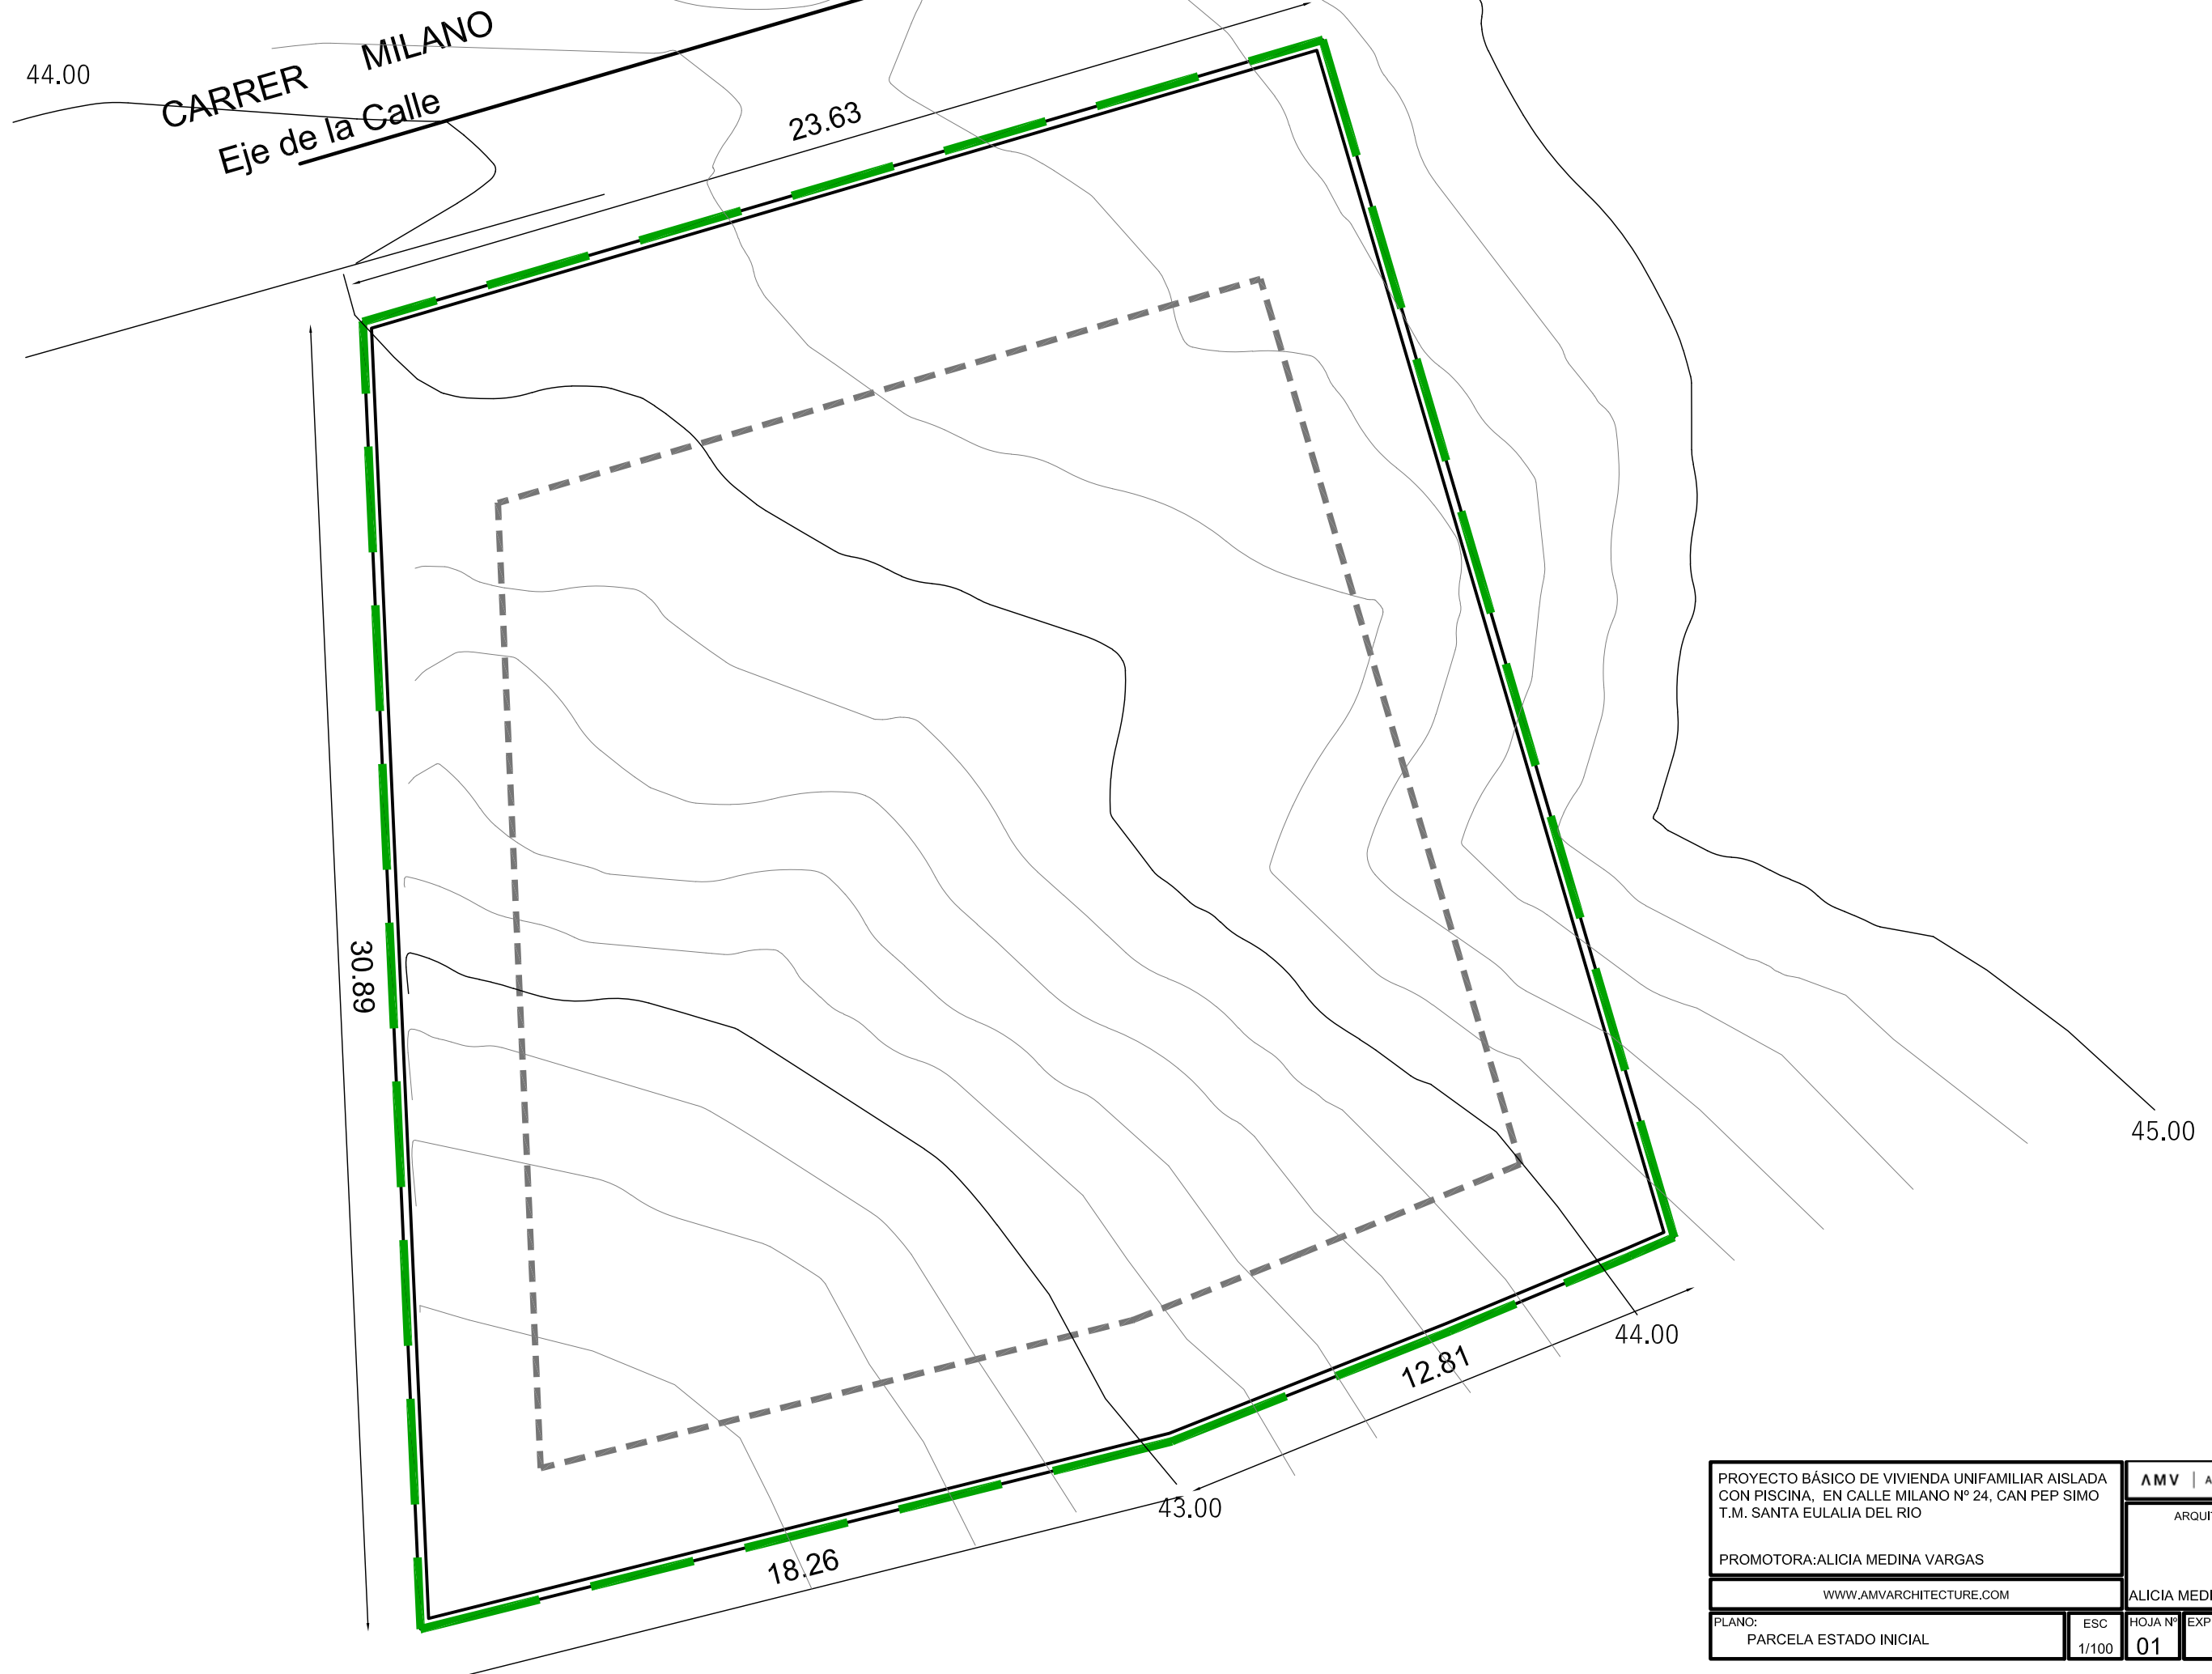 CARRER MILANO
44.00
Eje de la Calle
23.63
30.89
45.00
44.00
12.81
43.00
18.26
PROYECTO BÁSICO DE VIVIENDA UNIFAMILIAR AISLADA
CON PISCINA, EN CALLE MILANO Nº 24, CAN PEP SIMO
T.M. SANTA EULALIA DEL RIO
PROMOTORA:ALICIA MEDINA VARGAS
WWW.AMVARCHITECTURE.COM
PLANO:
PARCELA ESTADO INICIAL
ESC
1/100
ΛMV
HOJA Nº
01